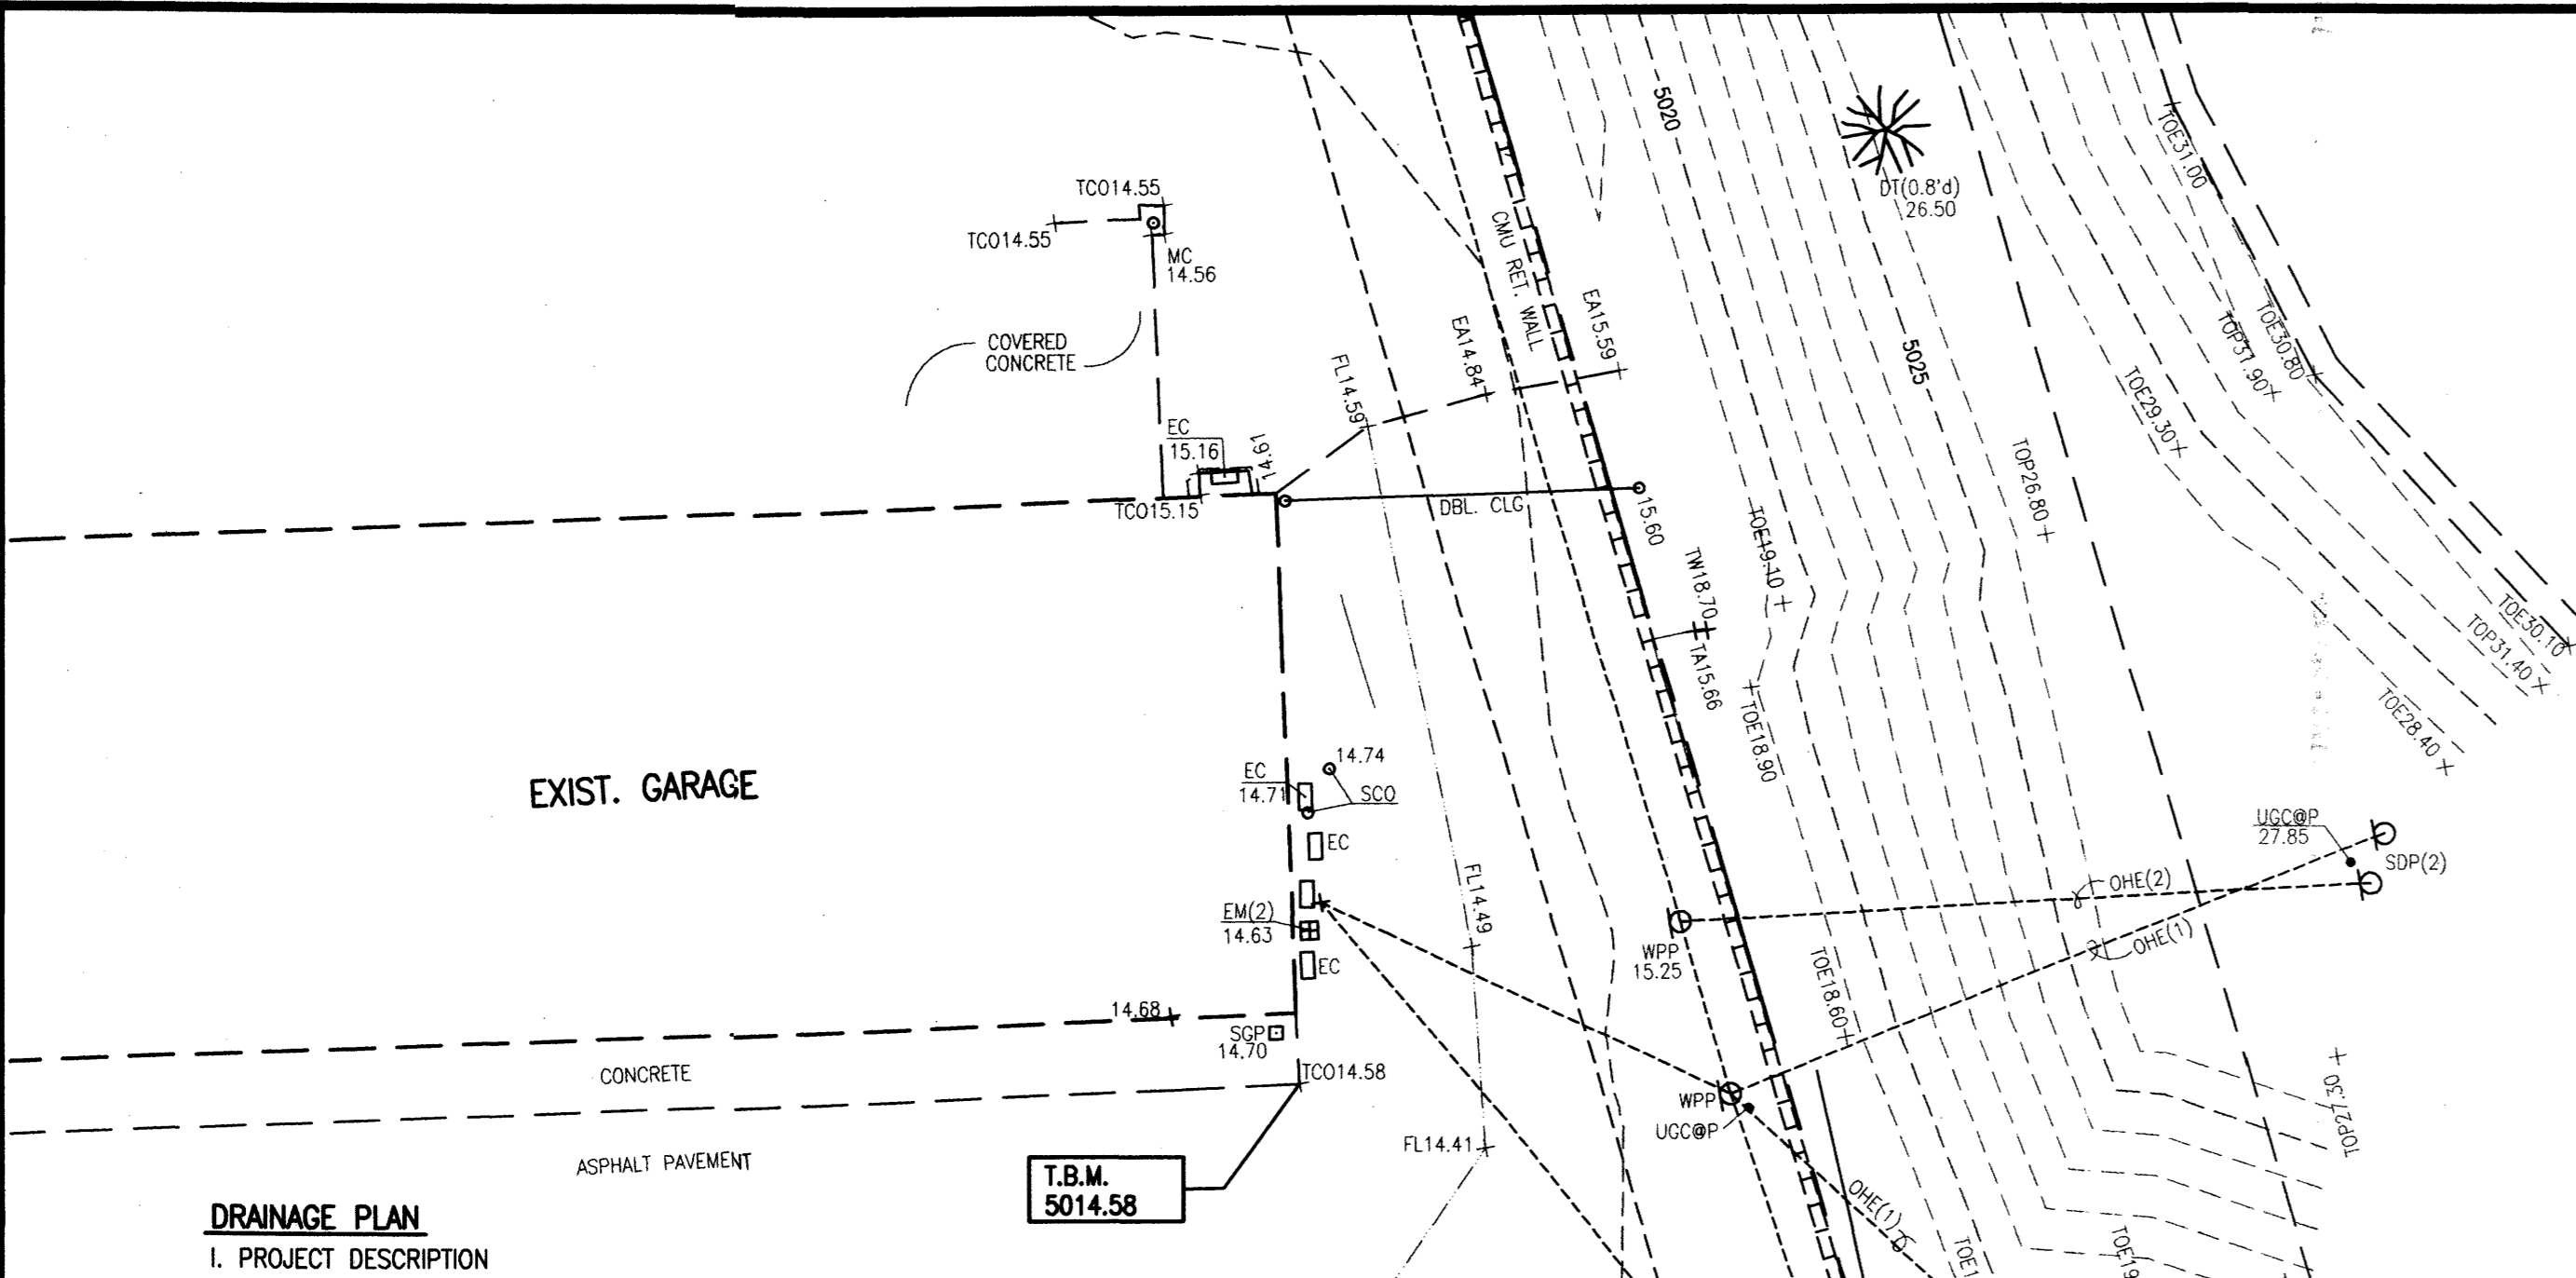 5020
TOE31.00
TCO14.55
DT(0.8'd)
26.50
TCO14.55
MC
14.56
CMU RET. WALL
EA15.59
COVERED
CONCRETE
EA14.84
FL14.59
TOP31.90
TOE30.80
5025
TOE29.30
EC
15.16
14.61
TCO15.15
DBL. CLG
15.60
TOP26.80
TOE19.10
TW18.70
TA15.66
TOE30.10
TOP31.40
TOE28.40
TOE18.90
EXIST. GARAGE
14.74
EC
14.71
SCO
EC
UGC@P
27.85
SDP(2)
OHE(2)
FL14.49
EM(2)
14.63
EC
WPP
15.25
OHE(1)
TOE18.60
14.68
SGP
14.70
CONCRETE
TCO14.58
WPP
UGC@P
TOP27.30
FL14.41
ASPHALT PAVEMENT
T.B.M.
5014.58
OHE(1)
DRAINAGE PLAN
I. PROJECT DESCRIPTION
TOE1
TOE19